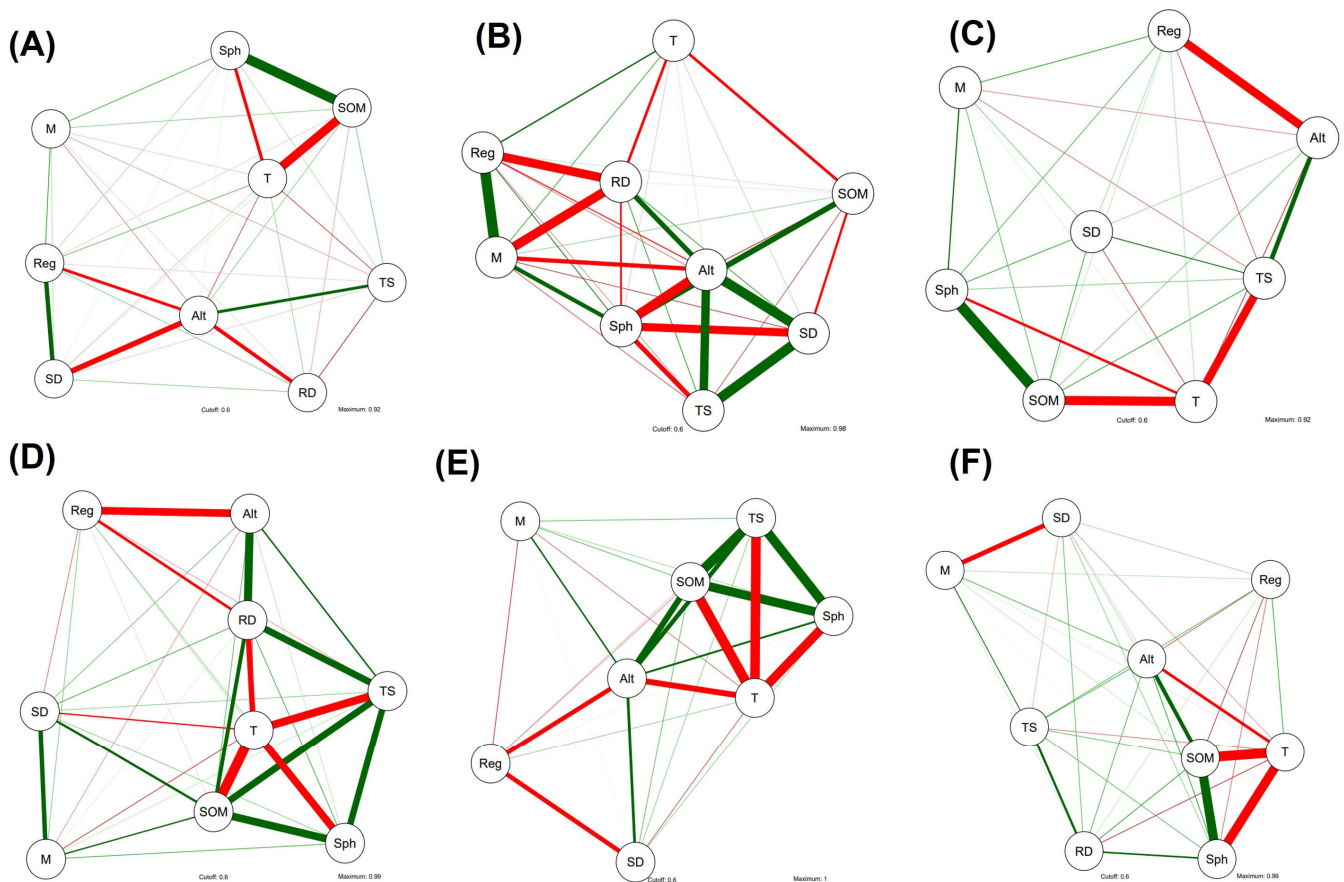 (A)
Sph
SOM
M
T
Reg
TS
Alt
SD
RD
Cutoff: 0.6
Maximum: 0.92
(B)
T
Reg
RD
SOM
M
Alt
Sph
SD
TS
Cutoff: 0.6
Maximum: 0.98
(C)
Reg
M
Alt
SD
TS
Sph
SOM
T
Cutoff: 0.6
Maximum: 0.92
(D)
Reg
Alt
RD
TS
SD
T
SOM
Sph
M
Cutoff: 0.6
Maximum: 0.99
(E)
M
TS
SOM
Sph
Alt
T
Reg
SD
Cutoff: 0.6
Maximum: 1
(F)
SD
M
Reg
Alt
TS
SOM
T
RD
Sph
Cutoff: 0.6
Maximum: 0.99